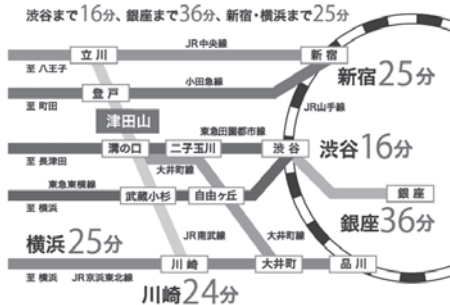 渋谷まで16分、銀座まで36分、新宿・横浜まで25分
JR中央線
立川
新宿
至 八王子
小田急線
新宿25分
登戸
JR山手線
至 町田
津田山
東急田園都市線
溝の口
二子玉川
渋谷
渋谷16分
至 長津田
大井町線
東急東横線
武蔵小杉
自由ヶ丘
銀座
至 横浜
銀座36分
横浜25分
JR南武線
大井町線
川崎
大井町
品川
至 横浜
JR京浜東北線
川崎24分